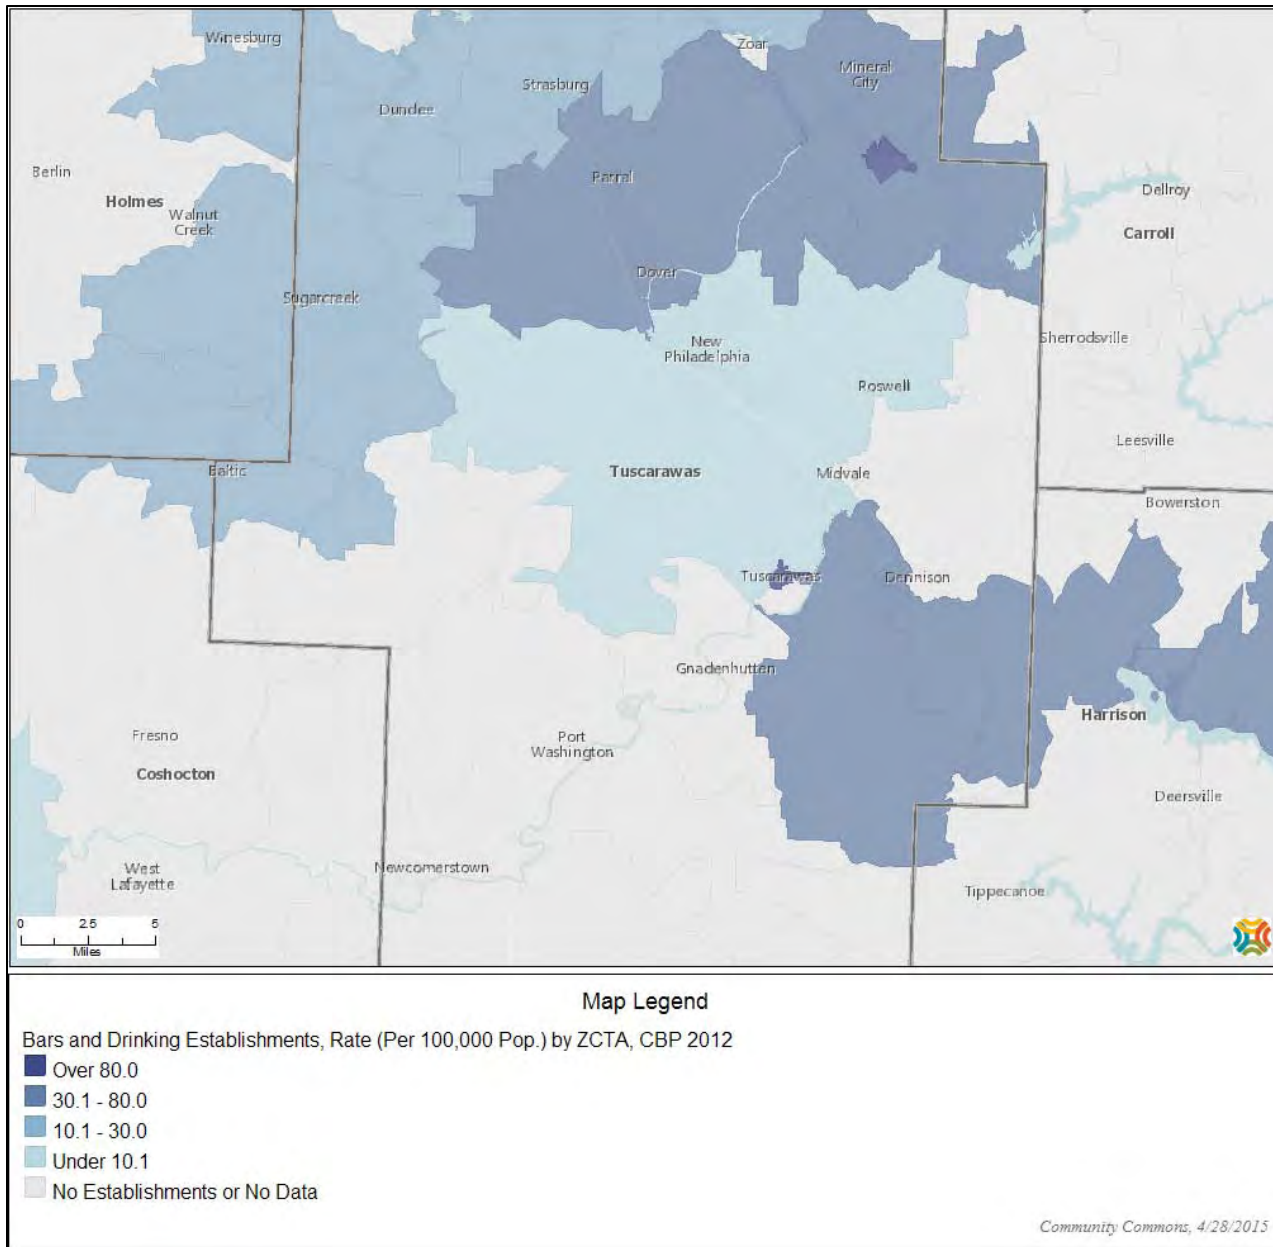 Winesburg
Zoar
Mineral
City
Strasburg
Dundee
Berlin
Parral
Holmes
Walnut
Creek
Dellroy
Carroll
Dover
Sugarcreek
New
Philadelphia
Sherrodsville
Roswell
Leesville
Baltic
Tuscarawas
Midvale
Bowerston
Tuscarawas
Dennison
Gnadenhutten
Harrison
Fresno
Port
Washington
Coshocton
Deersville
West
Lafayette
Newcomerstown
Tippecanoe
0 2.5 5
Miles
Map Legend
Bars and Drinking Establishments, Rate (Per 100,000 Pop.) by ZCTA, CBP 2012
Over 80.0
30.1 - 80.0
10.1 - 30.0
Under 10.1
No Establishments or No Data
Community Commons, 4/28/2015